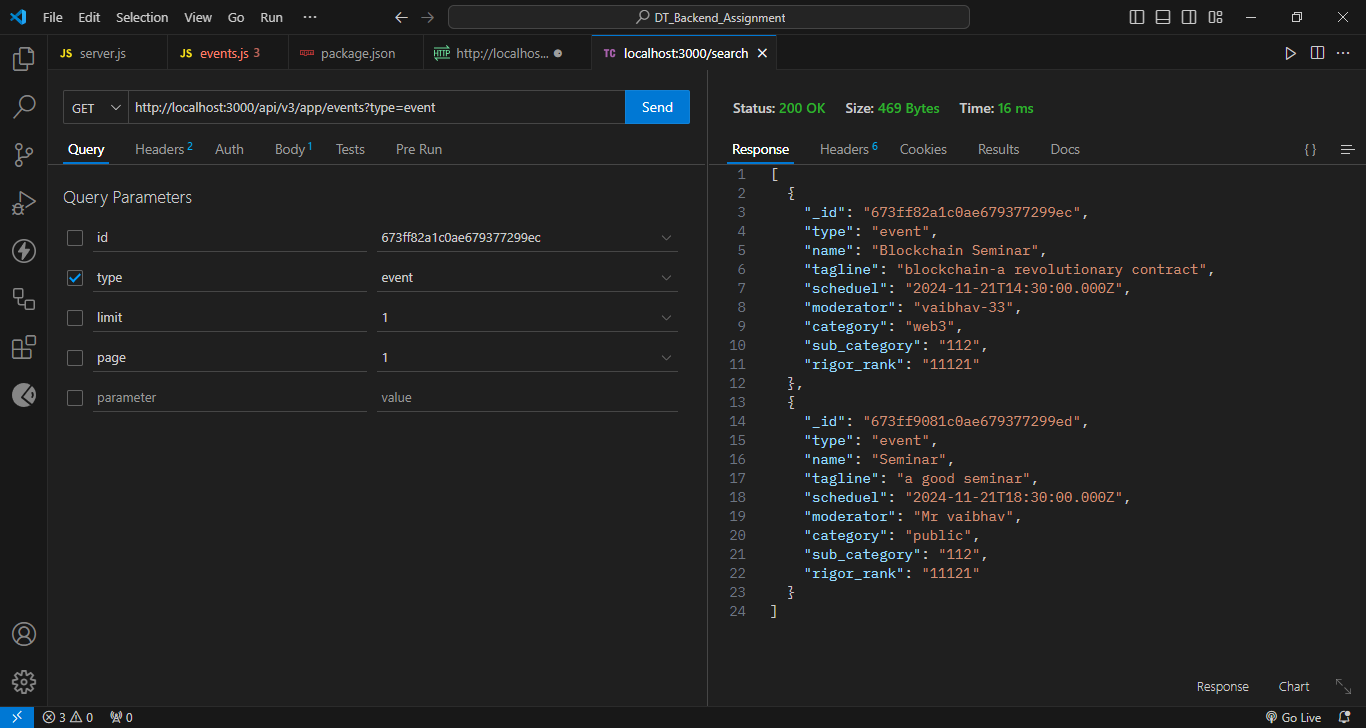 File Edit Selection View Go Run ··· DT_Backend_Assignment
JS server.js JS events.js 3 npm package.json HTTP http://localhos... TC localhost:3000/search
GET http://localhost:3000/api/v3/app/events?type=event Send
Query Headers 2 Auth Body 1 Tests Pre Run
Query Parameters
id 673ff82a1c0ae679377299ec
type event
limit 1
page 1
parameter value
Status: 200 OK Size: 469 Bytes Time: 16 ms
Response Headers 6 Cookies Results Docs { }
1 [
2 {
3 "_id": "673ff82a1c0ae679377299ec",
4 "type": "event",
5 "name": "Blockchain Seminar",
6 "tagline": "blockchain-a revolutionary contract",
7 "scheduel": "2024-11-21T14:30:00.000Z",
8 "moderator": "vaibhav-33",
9 "category": "web3",
10 "sub_category": "112",
11 "rigor_rank": "11121"
12 },
13 {
14 "_id": "673ff9081c0ae679377299ed",
15 "type": "event",
16 "name": "Seminar",
17 "tagline": "a good seminar",
18 "scheduel": "2024-11-21T18:30:00.000Z",
19 "moderator": "Mr vaibhav",
20 "category": "public",
21 "sub_category": "112",
22 "rigor_rank": "11121"
23 }
24 ]
Response Chart
3 0 0 Go Live